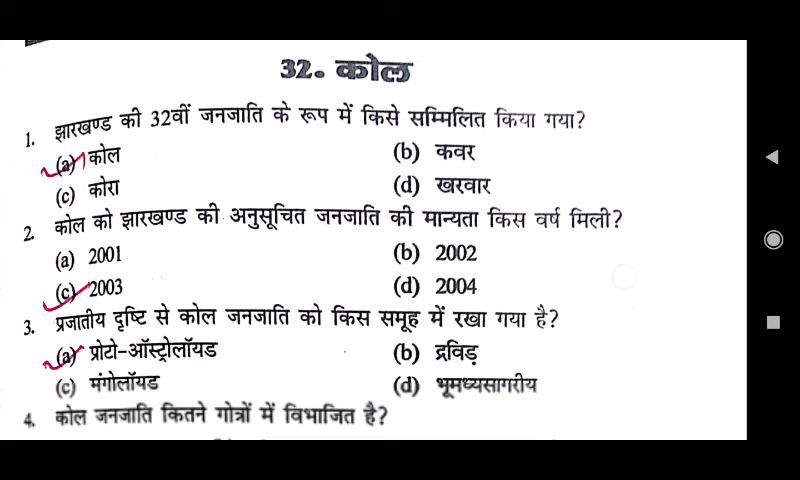 32. कोल
1. झारखण्ड की 32वीं जनजाति के रूप में किसे सम्मिलित किया गया?
(a) कोल (b) कवर
(c) कोरा (d) खरवार
2. कोल को झारखण्ड की अनुसूचित जनजाति की मान्यता किस वर्ष मिली?
(a) 2001 (b) 2002
(c) 2003 (d) 2004
3. प्रजातीय दृष्टि से कोल जनजाति को किस समूह में रखा गया है?
(a) प्रोटो-ऑस्ट्रोलॉयड (b) द्रविड़
(c) मंगोलॉयड (d) भूमध्यसागरीय
4. कोल जनजाति कितने गोत्रों में विभाजित है?